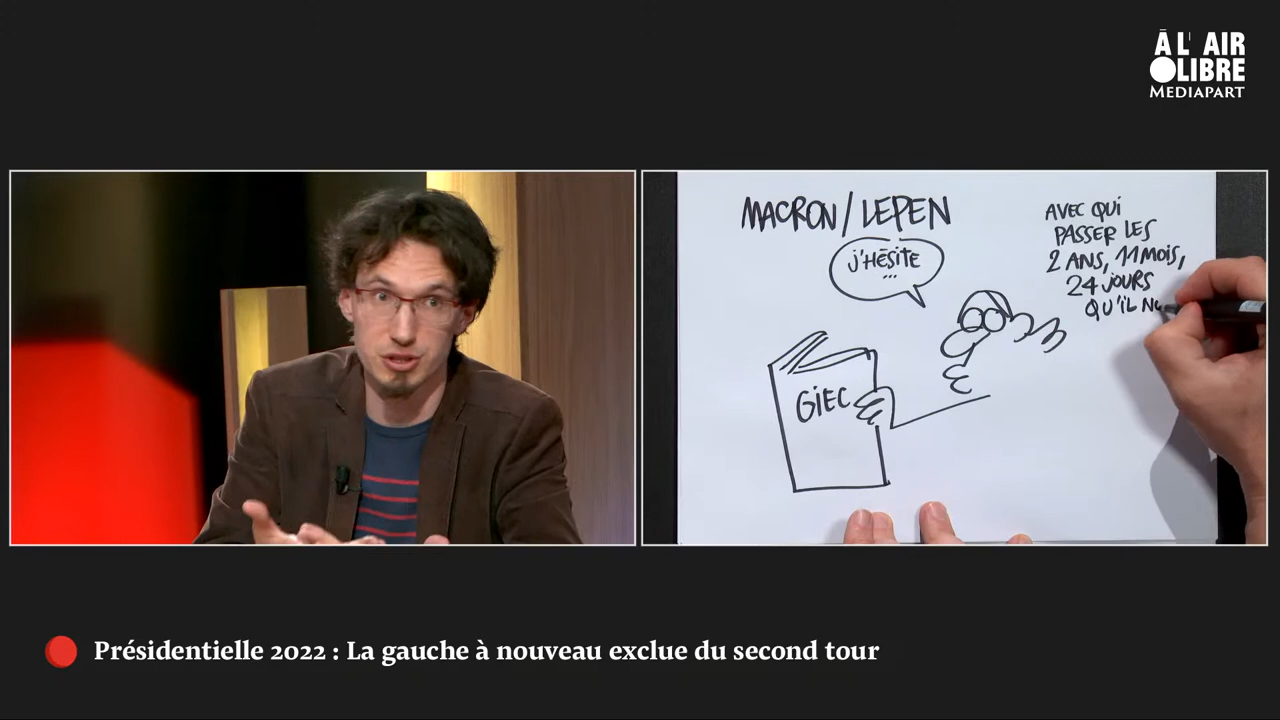 À L'AIR
LIBRE
MEDIAPART
MACRON/LEPEN
J'HÉSITE
...
AVEC QUI
PASSER LES
2 ANS, 11 MOIS,
24 JOURS
QU'IL NO
GIEC
Présidentielle 2022 : La gauche à nouveau exclue du second tour